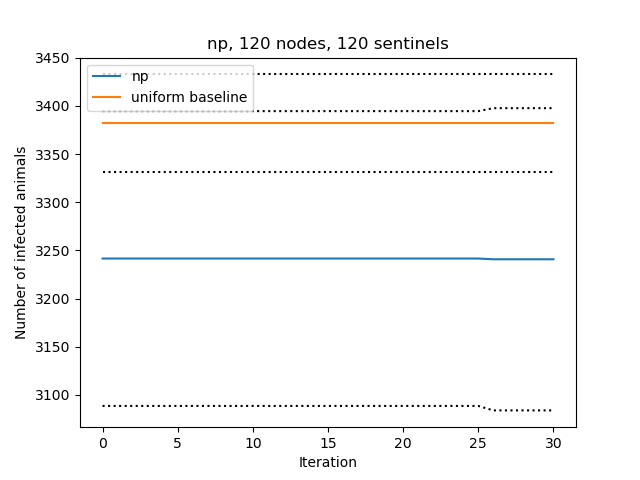 np, 120 nodes, 120 sentinels
np
uniform baseline
3450
3400
3350
3300
3250
3200
3150
3100
Number of infected animals
0 5 10 15 20 25 30
Iteration